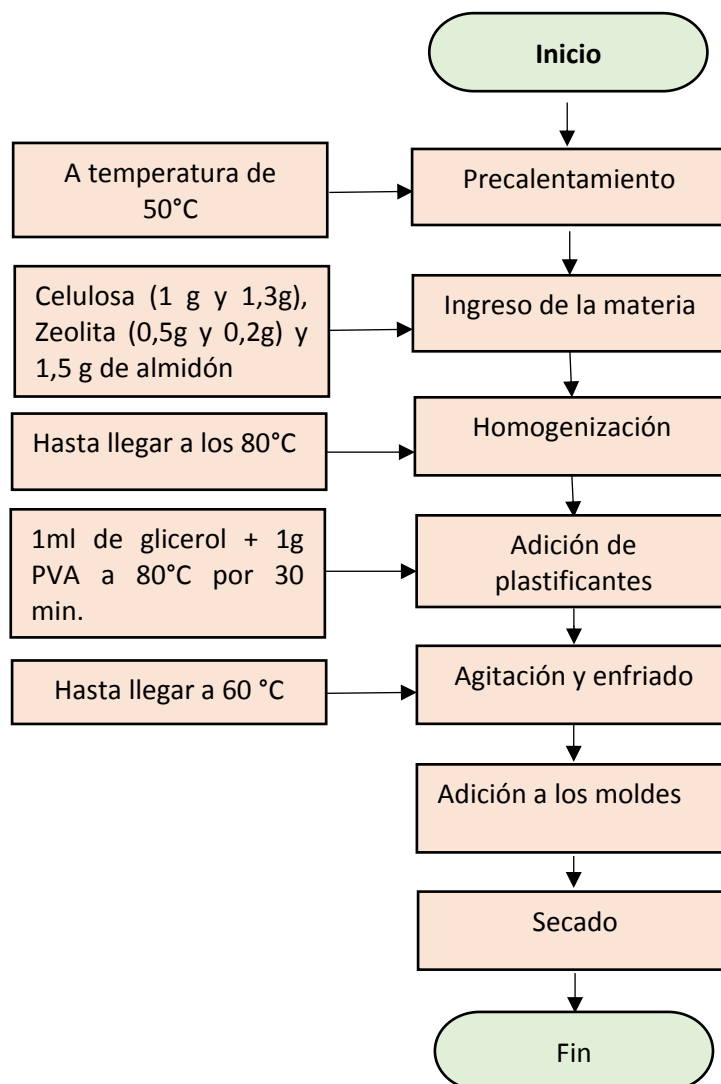 Inicio
A temperatura de
50°C
Precalentamiento
Celulosa (1 g y 1,3g),
Zeolita (0,5g y 0,2g) y
1,5 g de almidón
Ingreso de la materia
Hasta llegar a los 80°C
Homogenización
1ml de glicerol + 1g
PVA a 80°C por 30
min.
Adición de
plastificantes
Hasta llegar a 60 °C
Agitación y enfriado
Adición a los moldes
Secado
Fin